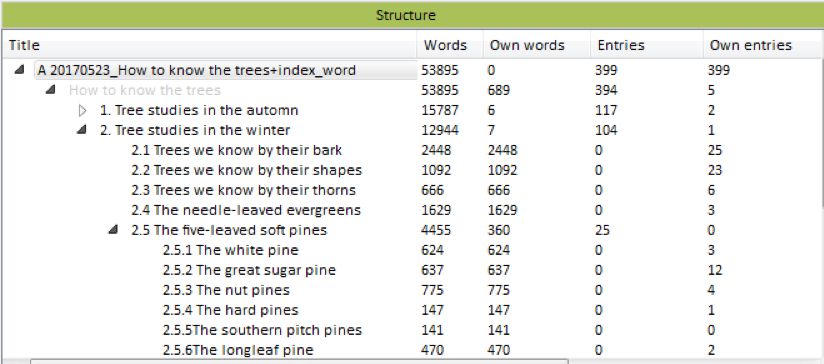 Structure
Title Words Own words Entries Own entries
A 20170523_How to know the trees+index_word 53895 0 399 399
How to know the trees 53895 689 394 5
1. Tree studies in the automn 15787 6 117 2
2. Tree studies in the winter 12944 7 104 1
2.1 Trees we know by their bark 2448 2448 0 25
2.2 Trees we know by their shapes 1092 1092 0 23
2.3 Trees we know by their thorns 666 666 0 6
2.4 The needle-leaved evergreens 1629 1629 0 3
2.5 The five-leaved soft pines 4455 360 25 0
2.5.1 The white pine 624 624 0 3
2.5.2 The great sugar pine 637 637 0 12
2.5.3 The nut pines 775 775 0 4
2.5.4 The hard pines 147 147 0 1
2.5.5The southern pitch pines 141 141 0 0
2.5.6The longleaf pine 470 470 0 2